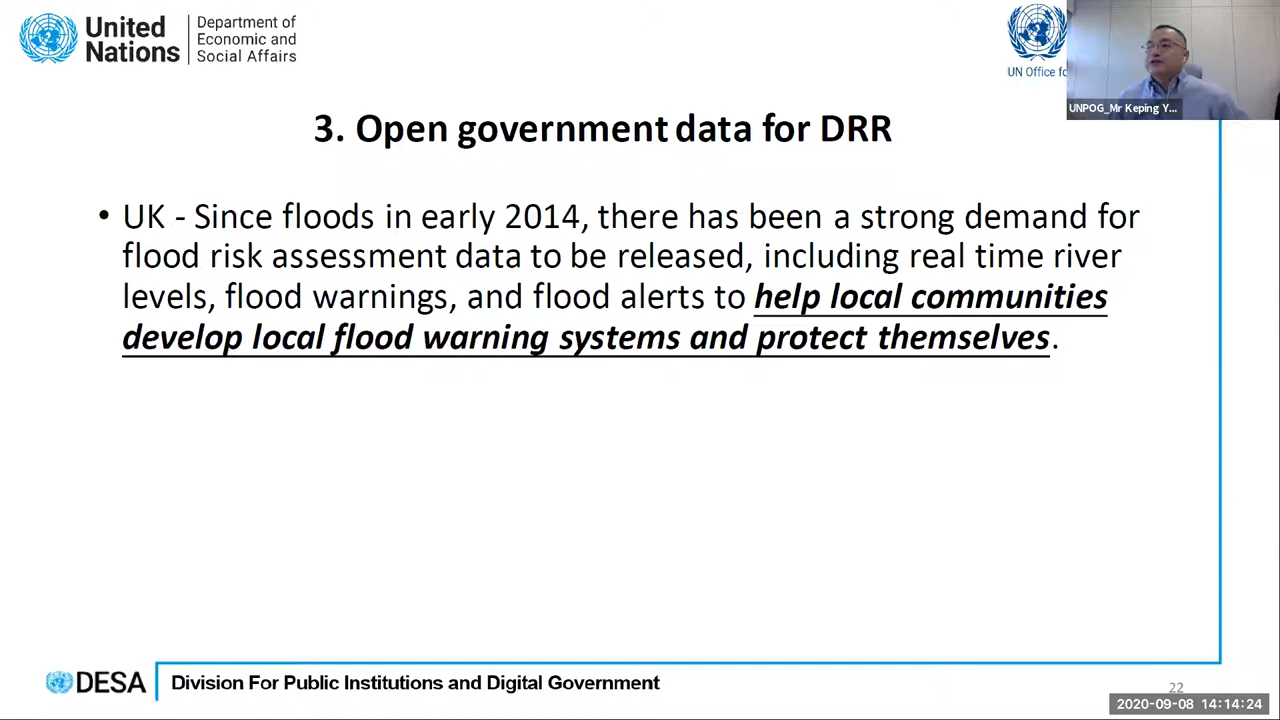 United
Nations
Department of
Economic and
Social Affairs
UN Office fo
UNPOG_Mr Keping Y...
3. Open government data for DRR
• UK - Since floods in early 2014, there has been a strong demand for
flood risk assessment data to be released, including real time river
levels, flood warnings, and flood alerts to help local communities
develop local flood warning systems and protect themselves.
DESA
Division For Public Institutions and Digital Government
22
2020-09-08 14:14:24